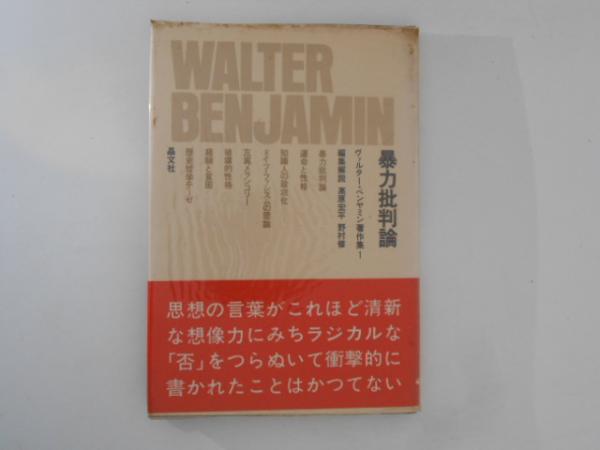 WALTER
BENJAMIN
暴力批判論
ヴァルター・ベンヤミン著作集1
編集解説 高原宏平 野村修
暴力批判論
運命と性格
知識人の政治化
ドイツ・ファシズムの理論
左翼メランコリー
破壊的性格
経験と貧困
歴史哲学テーゼ
晶文社
思想の言葉がこれほど清新
な想像力にみちラジカルな
「否」をつらぬいて衝撃的に
書かれたことはかつてない